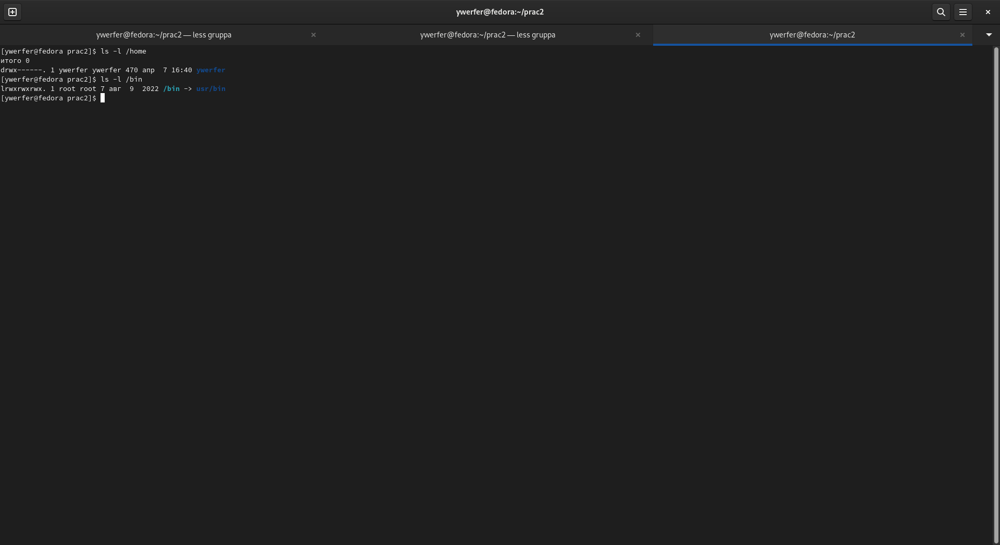 ywerfer@fedora:~/prac2
ywerfer@fedora:~/prac2 — less gruppa
ywerfer@fedora:~/prac2 — less gruppa
ywerfer@fedora:~/prac2
[ywerfer@fedora prac2]$ ls -l /home
итого 0
drwx------. 1 ywerfer ywerfer 470 апр  7 16:40 ywerfer
[ywerfer@fedora prac2]$ ls -l /bin
lrwxrwxrwx. 1 root root 7 авг  9  2022 /bin -> usr/bin
[ywerfer@fedora prac2]$